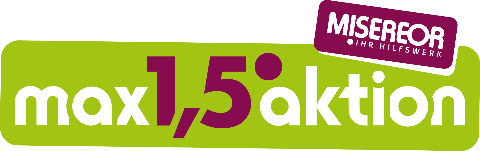 MISEREOR
IHR HILFSWERK
max1,5°aktion